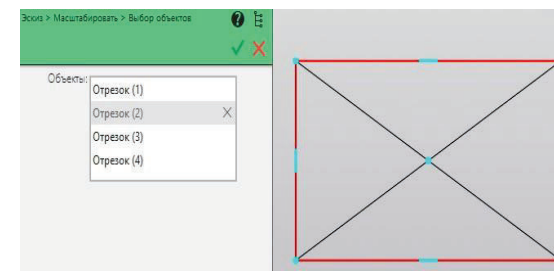 Эскиз > Масштабировать > Выбор объектов
Объекты:
Отрезок (1)
Отрезок (2)
Отрезок (3)
Отрезок (4)